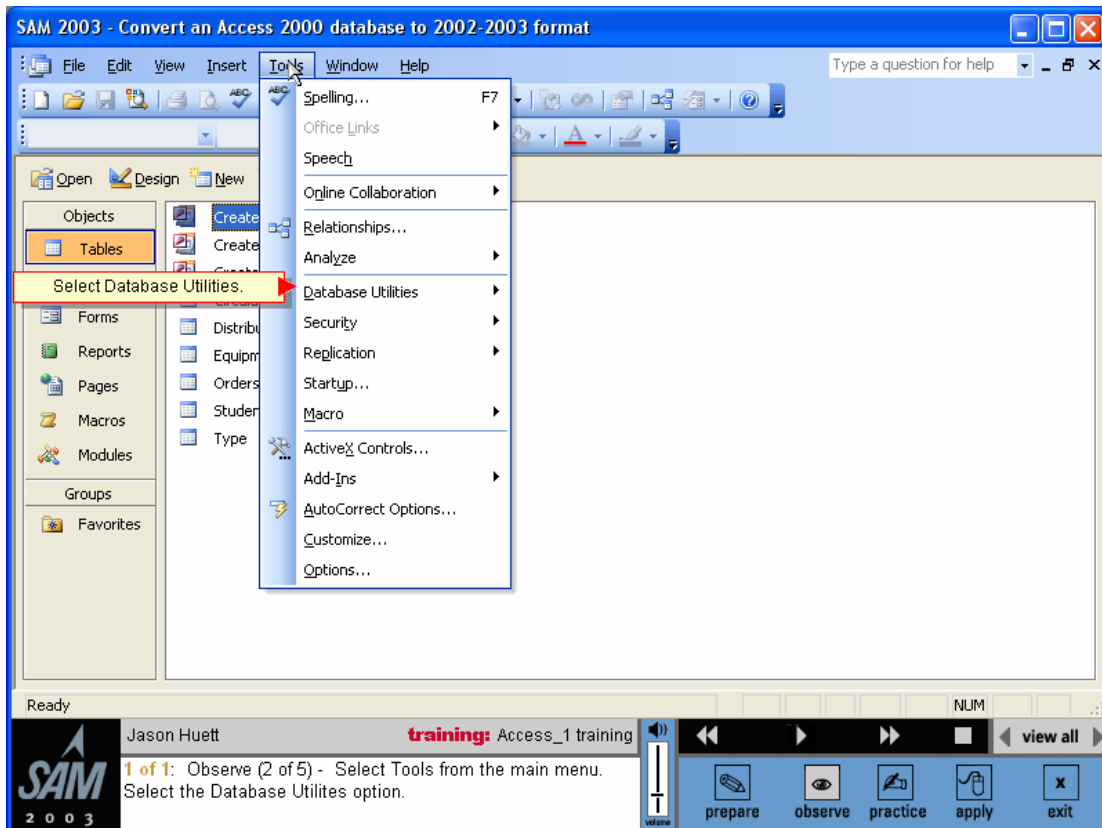 SAM 2003 - Convert an Access 2000 database to 2002-2003 format
File Edit View Insert Tools Window Help
Type a question for help
Open Design New
Objects
Tables
Forms
Reports
Pages
Macros
Modules
Groups
Favorites
Create
Create
Distribu
Equipm
Orders
Studen
Type
Select Database Utilities.
Spelling... F7
Office Links
Speech
Online Collaboration
Relationships...
Analyze
Database Utilities
Security
Replication
Startup...
Macro
ActiveX Controls...
Add-Ins
AutoCorrect Options...
Customize...
Options...
Ready
NUM
SAM
2003
Jason Huett
training: Access_1 training
1 of 1: Observe (2 of 5) - Select Tools from the main menu.
Select the Database Utilites option.
volume
view all
prepare observe practice apply exit